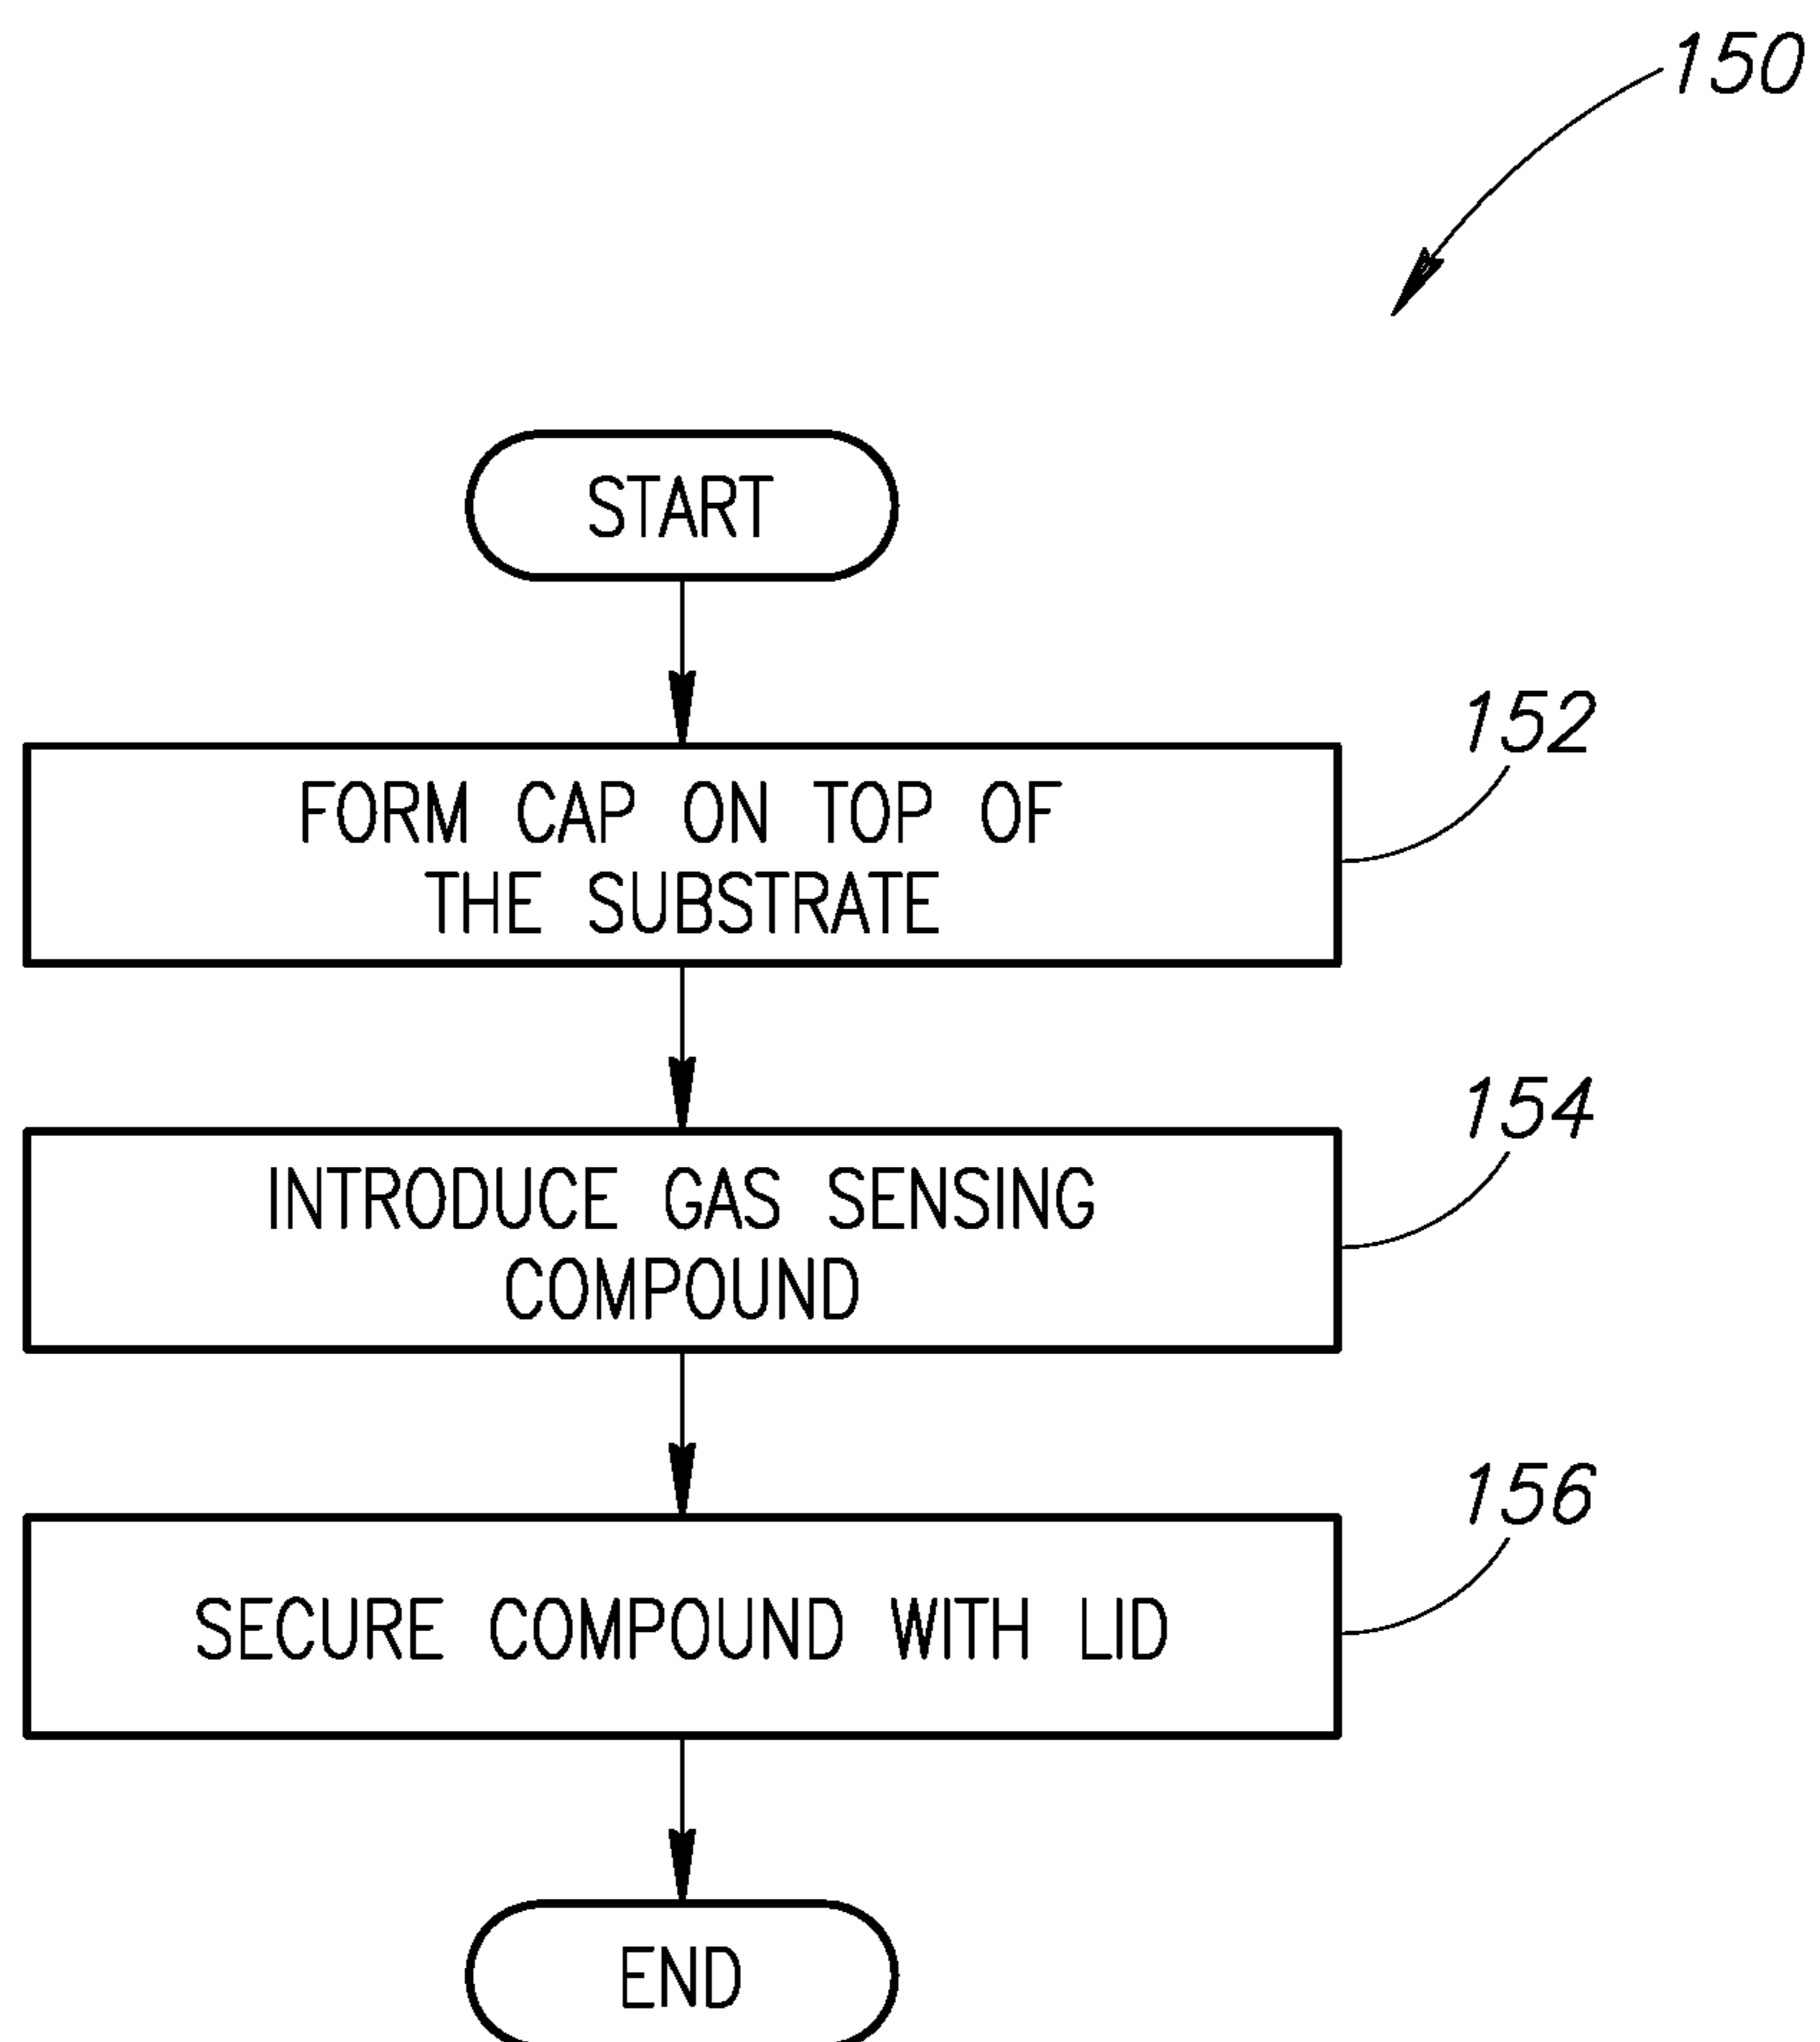 150
START
152
FORM CAP ON TOP OF
THE SUBSTRATE
154
INTRODUCE GAS SENSING
COMPOUND
156
SECURE COMPOUND WITH LID
END